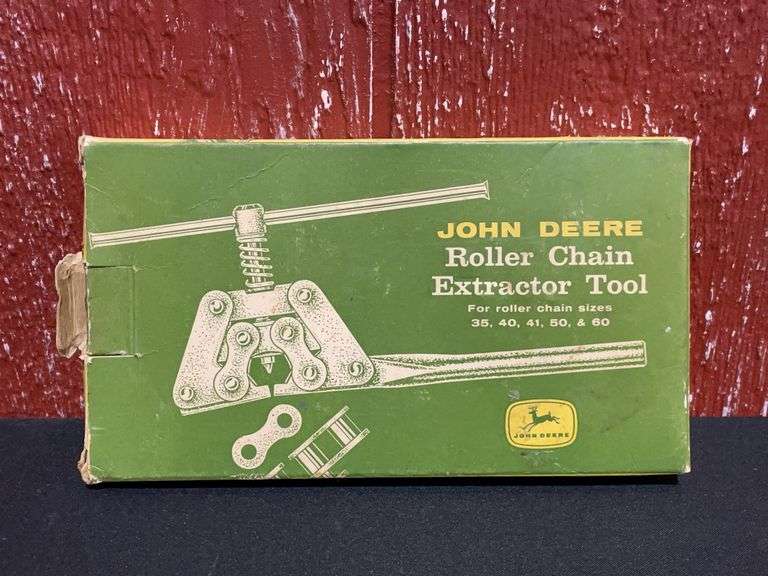 JOHN DEERE
Roller Chain
Extractor Tool
For roller chain sizes
35, 40, 41, 50, & 60
JOHN DEERE